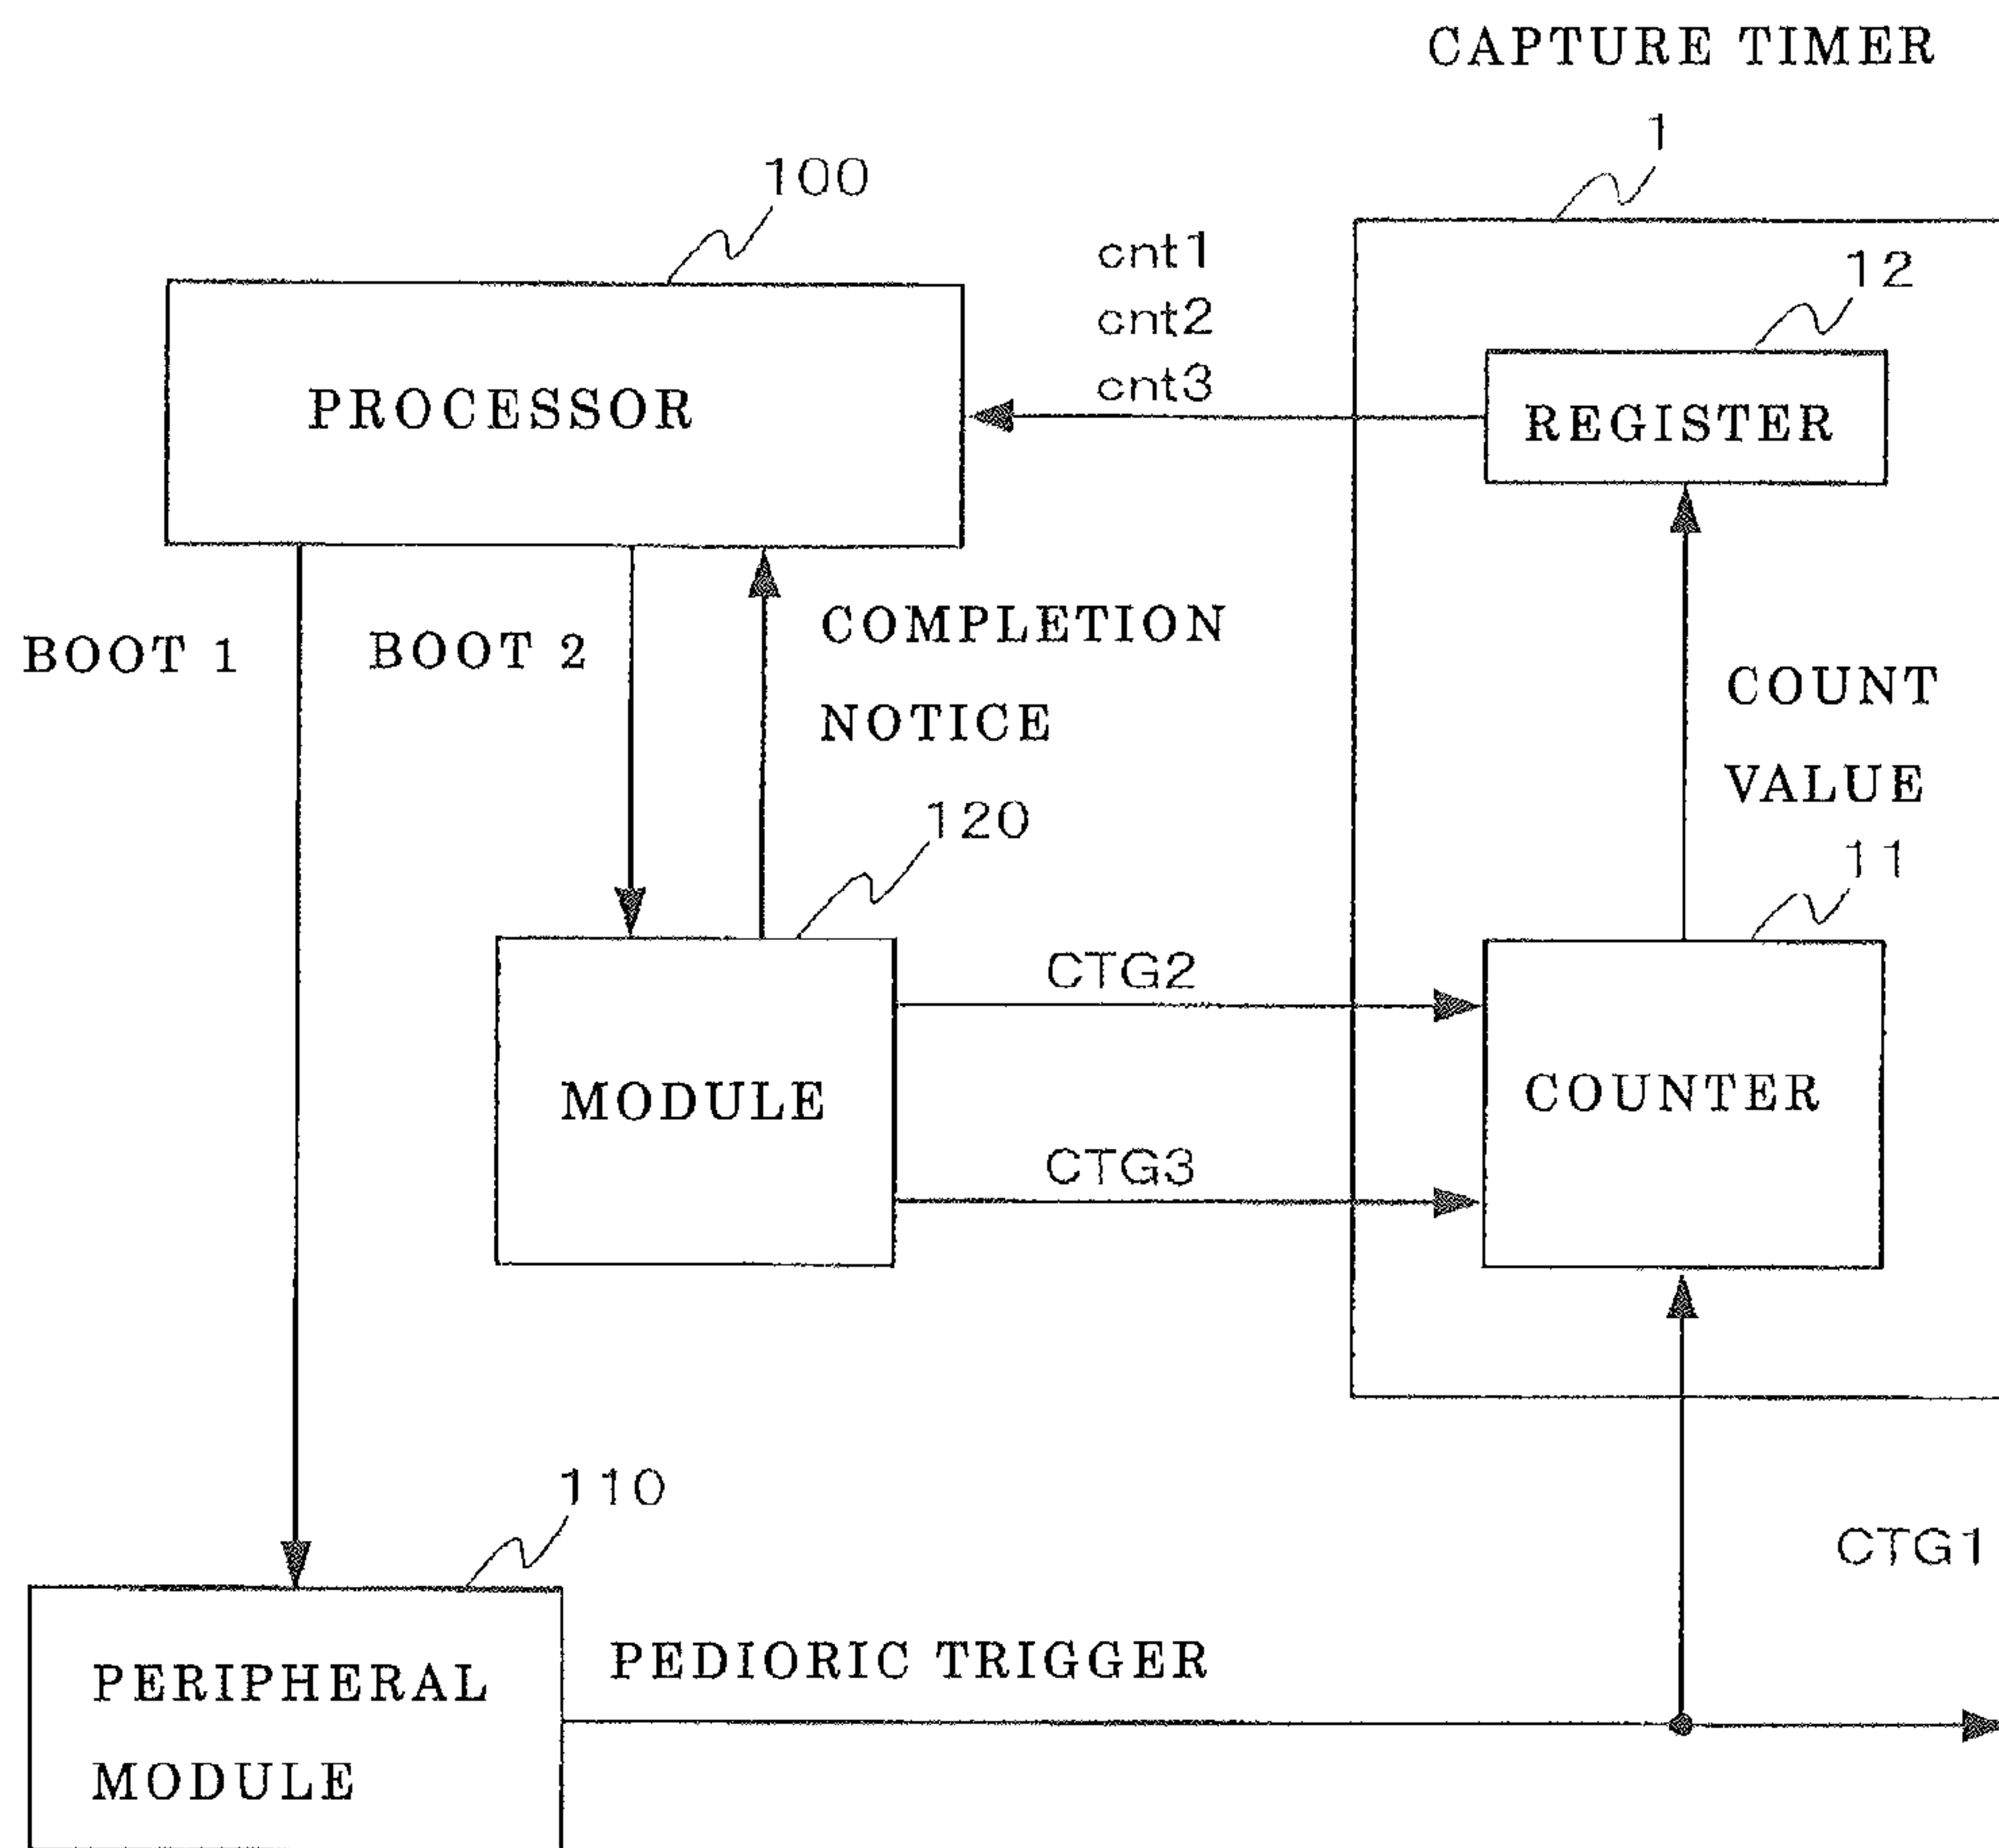 CAPTURE TIMER
1
100
cnt1
12
cnt2
cnt3
PROCESSOR
REGISTER
BOOT 1
BOOT 2
COMPLETION
NOTICE
COUNT
VALUE
120
11
CTG2
MODULE
COUNTER
CTG3
110
CTG1
PEDIORIC TRIGGER
PERIPHERAL
MODULE